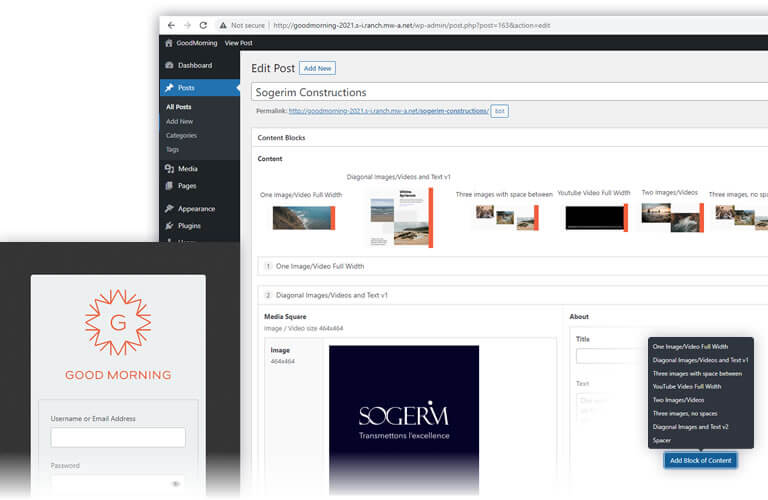 Not secure | http://goodmorning-2021.s-i.ranch.mw-a.net/wp-admin/post.php?post=163&action=edit
GoodMorning View Post
Dashboard
Posts
All Posts
Add New
Categories
Tags
Media
Pages
Appearance
Plugins
Edit Post Add New
Sogerim Constructions
Permalink: http://goodmorning-2021.s-i.ranch.mw-a.net/sogerim-constructions/ Edit
Content Blocks
Content
One Image/Video Full Width
Diagonal Images/Videos and Text v1
Three images with space between
Youtube Video Full Width
Two Images/Videos
Three images, no spa
1 One Image/Video Full Width
2 Diagonal Images/Videos and Text v1
Media Square
Image / Video size 464x464
Image
464x464
SOGERIM
Transmettons l'excellence
About
Title
Text
One Image/Video Full Width
Diagonal Images/Videos and Text v1
Three images with space between
YouTube Video Full Width
Two Images/Videos
Three images, no spaces
Diagonal Images and Text v2
Spacer
Add Block of Content
G
GOOD MORNING
Username or Email Address
Password